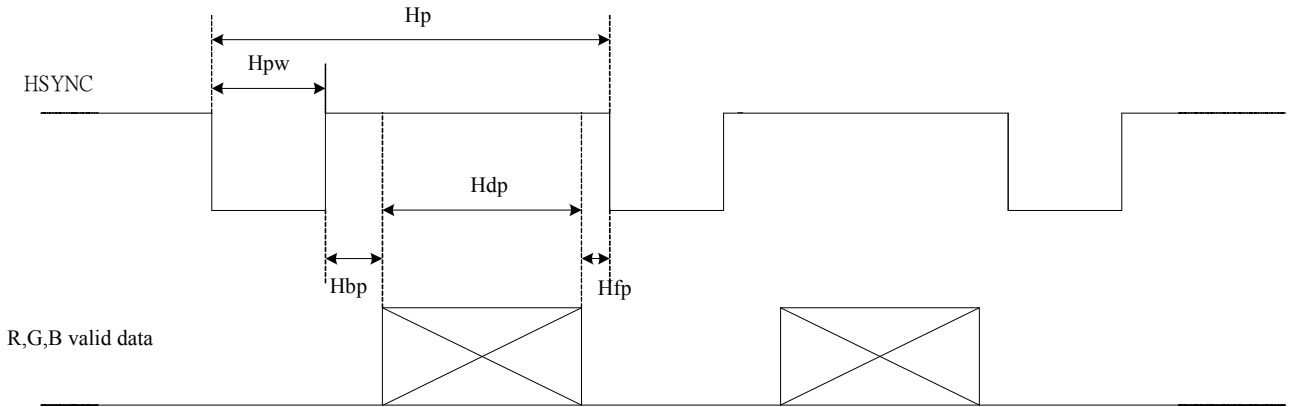 Hp
Hpw
HSYNC
Hdp
Hbp
Hfp
R,G,B valid data